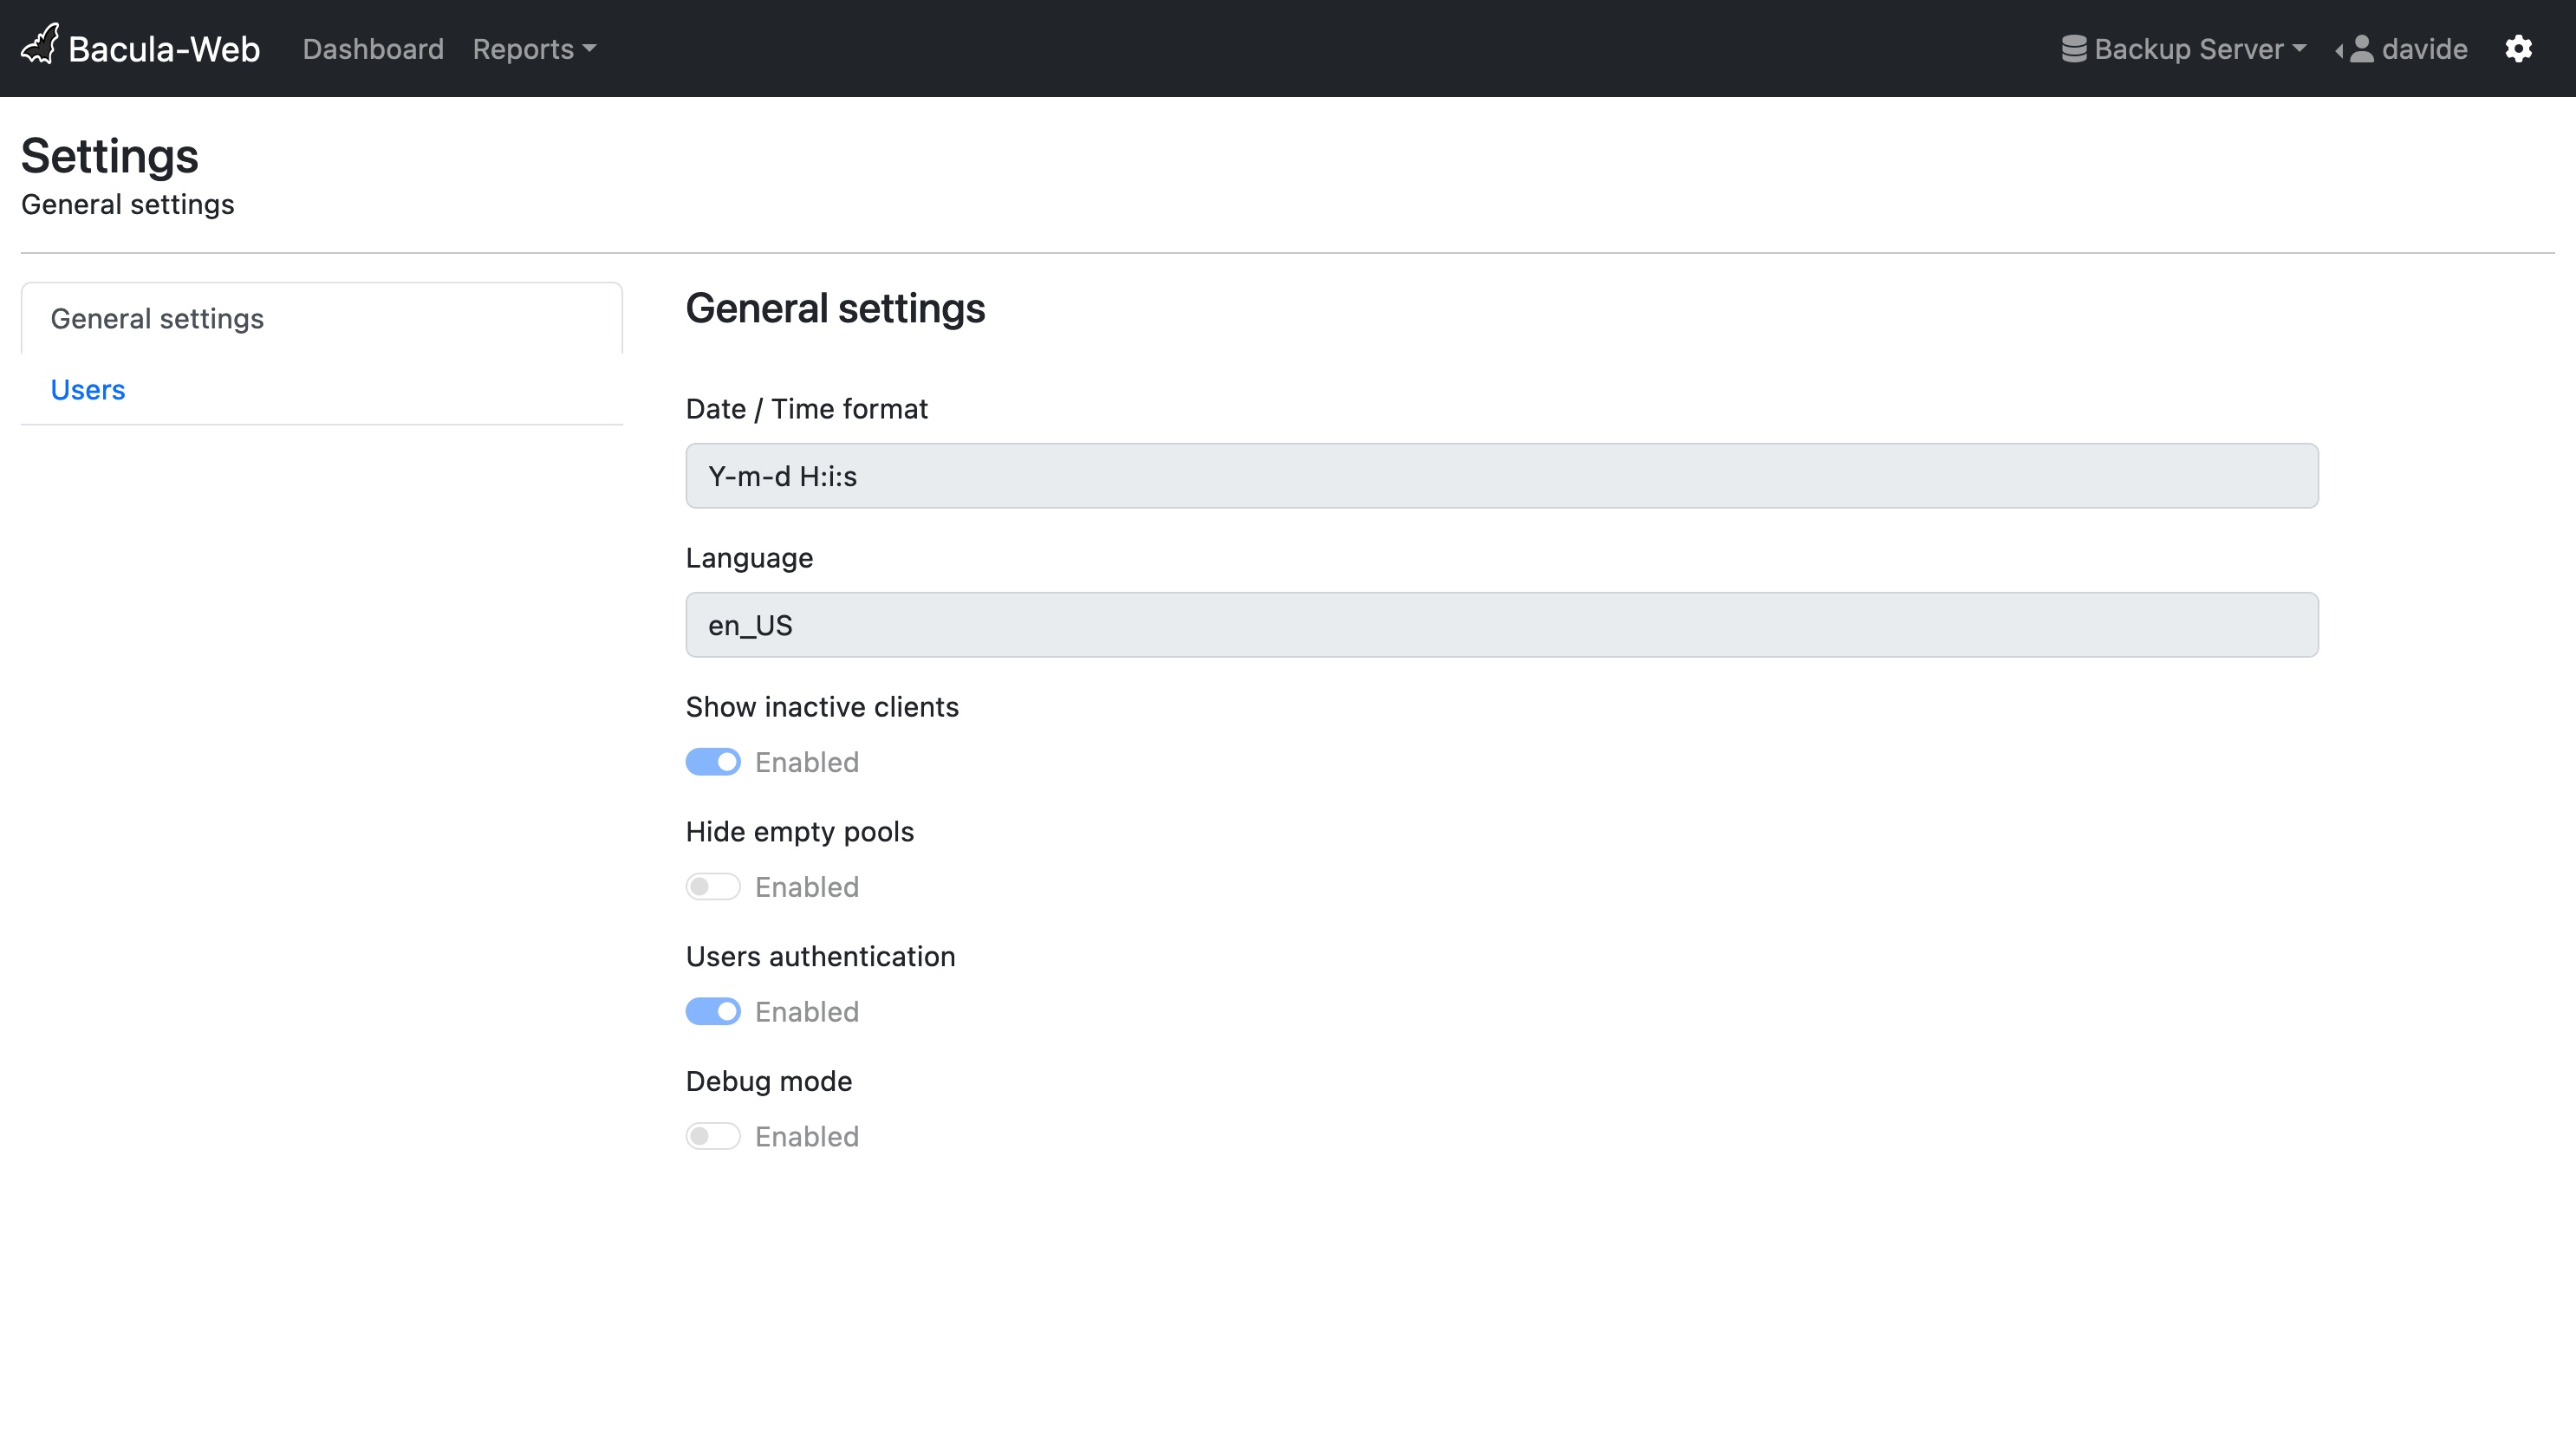 Bacula-Web Dashboard Reports Backup Server davide
Settings
General settings
General settings
Users
General settings
Date / Time format
Y-m-d H:i:s
Language
en_US
Show inactive clients
Enabled
Hide empty pools
Enabled
Users authentication
Enabled
Debug mode
Enabled